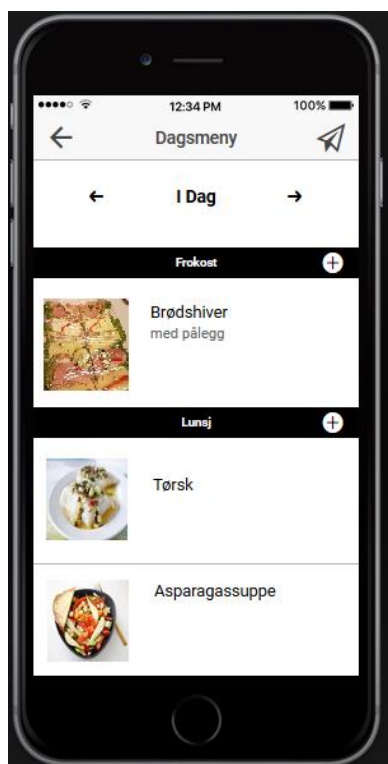 12:34 PM 100%
Dagsmeny
I Dag
Frokost
Brødshiver
med pålegg
Lunsj
Tørsk
Asparagassuppe